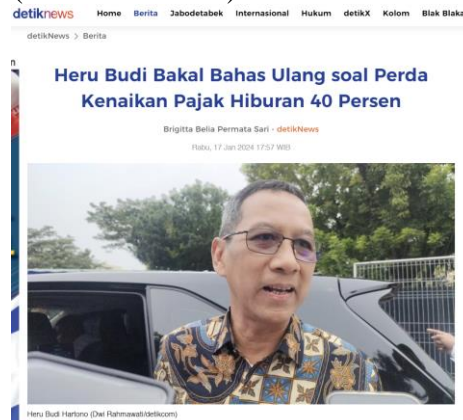 detiknews Home Berita Jabodetabek Internasional Hukum detikX Kolom Blak Blaka
detikNews > Berita
n
Heru Budi Bakal Bahas Ulang soal Perda
Kenaikan Pajak Hiburan 40 Persen
Brigitta Belia Permata Sari - detikNews
Rabu, 17 Jan 2024 17:57 WIB
Heru Budi Hartono (Dwi Rahmawati/detikcom)